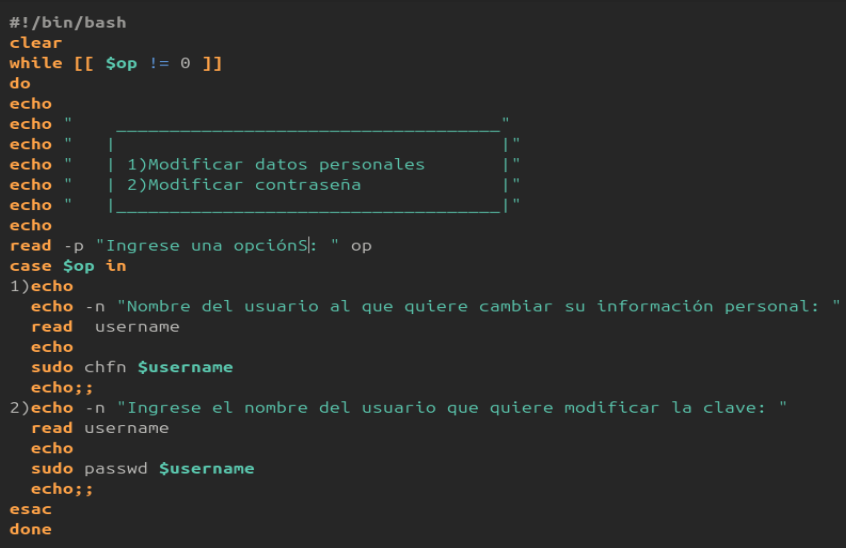 #!/bin/bash
clear
while [[ $op != 0 ]]
do
echo
echo "    ____________________________________"
echo "   |                                    |"
echo "   | 1)Modificar datos personales       |"
echo "   | 2)Modificar contraseña             |"
echo "   |____________________________________|"
echo
read -p "Ingrese una opciónS: " op
case $op in
1)echo
  echo -n "Nombre del usuario al que quiere cambiar su información personal: "
  read  username
  echo
  sudo chfn $username
  echo;;
2)echo -n "Ingrese el nombre del usuario que quiere modificar la clave: "
  read username
  echo
  sudo passwd $username
  echo;;
esac
done